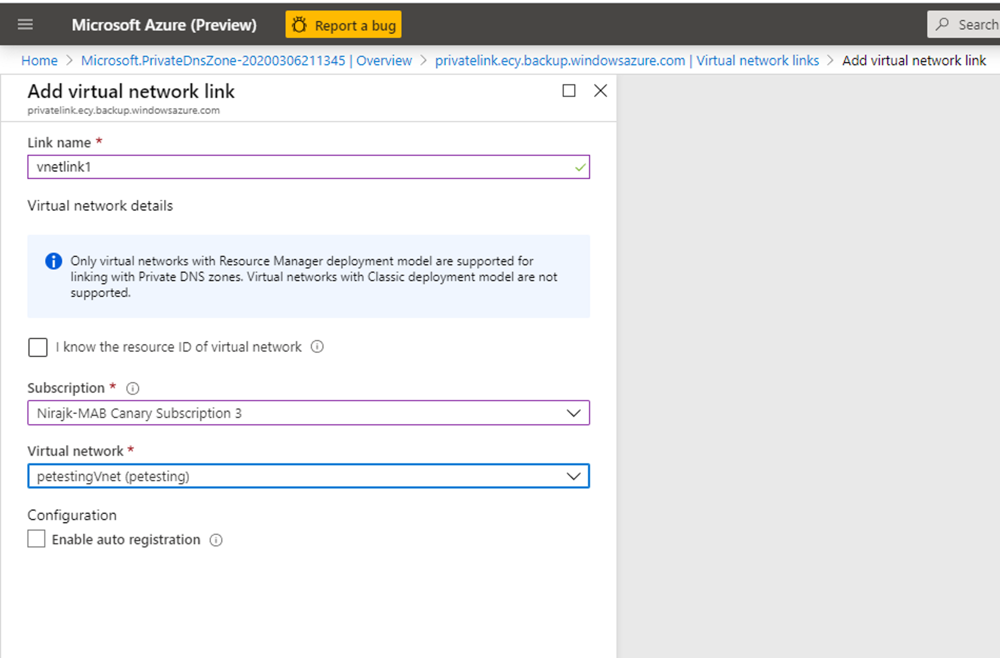 Microsoft Azure (Preview)
Report a bug
Search
Home > Microsoft.PrivateDnsZone-20200306211345 | Overview > privatelink.ecy.backup.windowsazure.com | Virtual network links > Add virtual network link
Add virtual network link
privatelink.ecy.backup.windowsazure.com
Link name *
vnetlink1
Virtual network details
Only virtual networks with Resource Manager deployment model are supported for
linking with Private DNS zones. Virtual networks with Classic deployment model are not
supported.
I know the resource ID of virtual network
Subscription *
Nirajk-MAB Canary Subscription 3
Virtual network *
petestingVnet (petesting)
Configuration
Enable auto registration